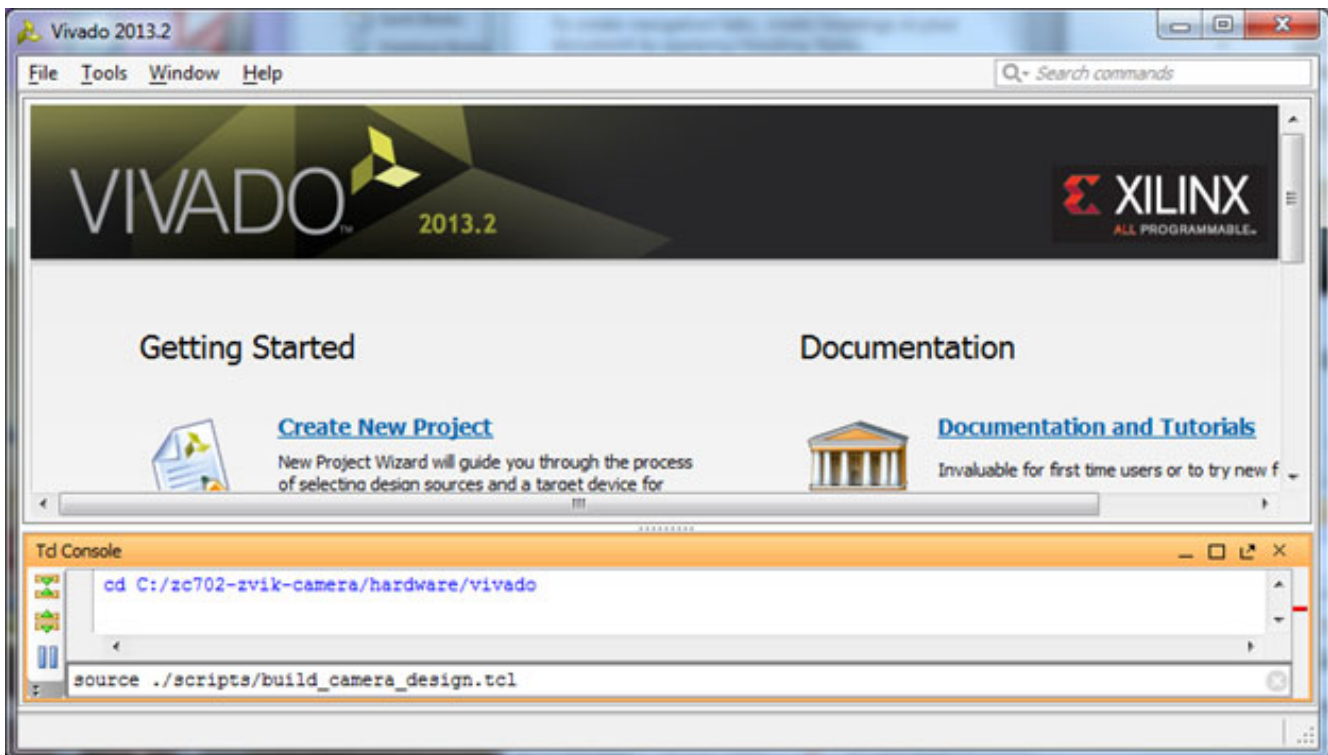 Vivado 2013.2
File Tools Window Help
Search commands
VIVADO™
2013.2
XILINX
ALL PROGRAMMABLE™
Getting Started
Documentation
Create New Project
New Project Wizard will guide you through the process
of selecting design sources and a target device for
Documentation and Tutorials
Invaluable for first time users or to try new f
Tcl Console
cd C:/zc702-zvik-camera/hardware/vivado
source ./scripts/build_camera_design.tcl